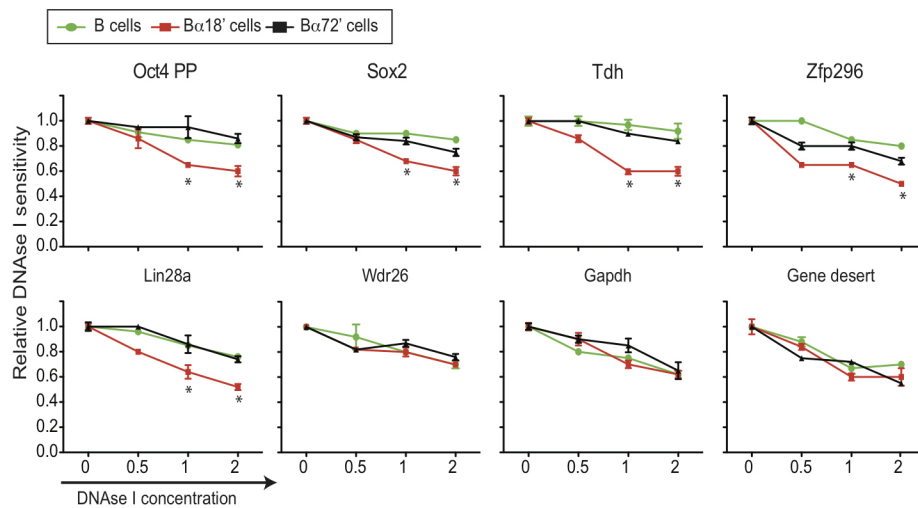 B cells Bα18' cells Bα72' cells
Oct4 PP Sox2 Tdh Zfp296
Relative DNAse I sensitivity
1.0
0.8
0.6
0.4
0.2
0.0
* * * * * * * *
Lin28a Wdr26 Gapdh Gene desert
1.0
0.8
0.6
0.4
0.2
0.0
* *
0 0.5 1 2 0 0.5 1 2 0 0.5 1 2 0 0.5 1 2
DNAse I concentration